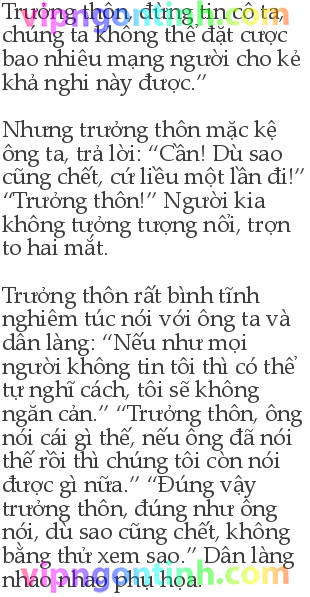 Trưởng thôn, đừng tin cô ta,
chúng ta không thể đặt cược
bao nhiêu mạng người cho kẻ
khả nghi này được.”
Nhưng trưởng thôn mặc kệ
ông ta, trả lời: “Cần! Dù sao
cũng chết, cứ liều một lần đi!”
“Trưởng thôn!” Người kia
không tưởng tượng nổi, trợn
to hai mắt.
Trưởng thôn rất bình tĩnh
nghiêm túc nói với ông ta và
dân làng: “Nếu như mọi
người không tin tôi thì có thể
tự nghĩ cách, tôi sẽ không
ngăn cản.” “Trưởng thôn, ông
nói cái gì thế, nếu ông đã nói
thế rồi thì chúng tôi còn nói
được gì nữa.” “Đúng vậy
trưởng thôn, đúng như ông
nói, dù sao cũng chết, không
bằng thử xem sao.” Dân làng
nhao nhao phụ họa.
vipngontinh.com
vipngontinh.com